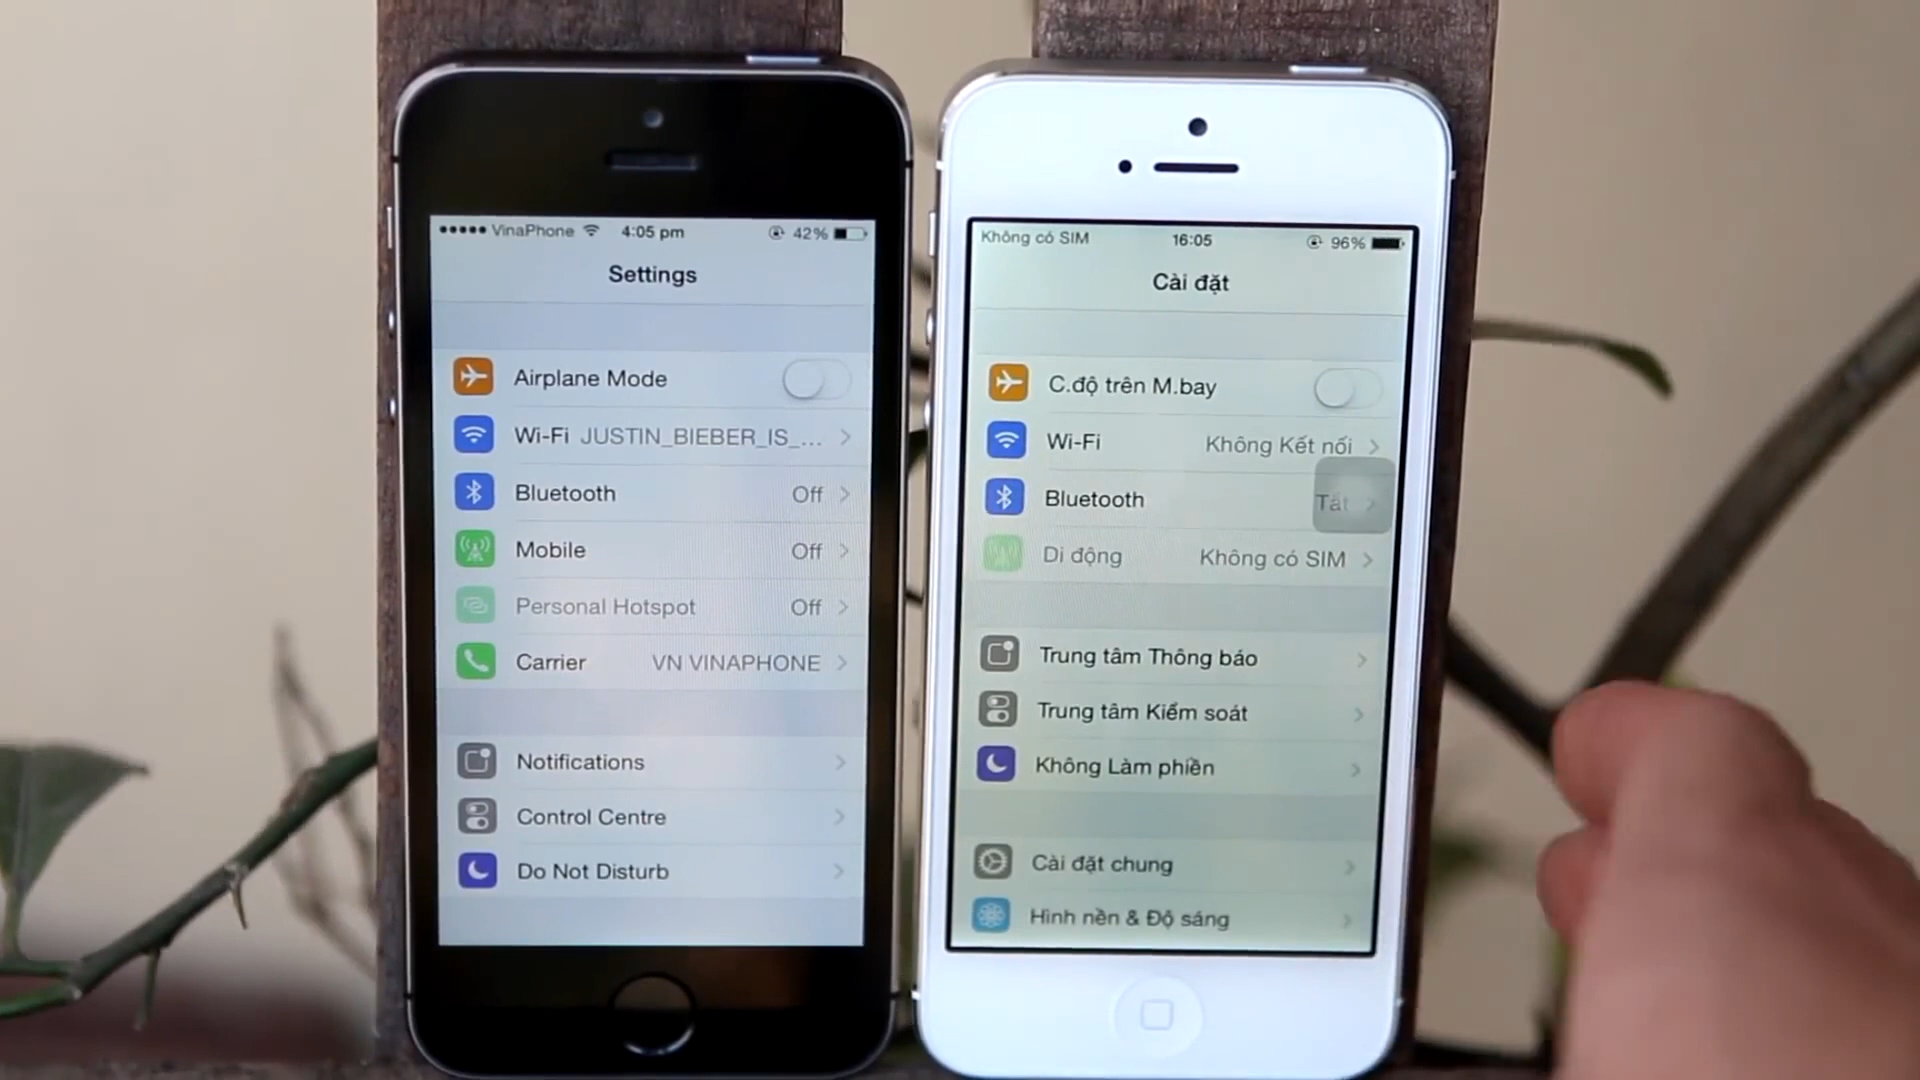 VinaPhone 4:05 pm 42%
Settings
Airplane Mode
Wi-Fi JUSTIN_BIEBER_IS_...
Bluetooth Off
Mobile Off
Personal Hotspot Off
Carrier VN VINAPHONE
Notifications
Control Centre
Do Not Disturb
Không có SIM 16:05 96%
Cài đặt
C.độ trên M.bay
Wi-Fi Không Kết nối
Bluetooth Tắt
Di động Không có SIM
Trung tâm Thông báo
Trung tâm Kiểm soát
Không Làm phiền
Cài đặt chung
Hình nền & Độ sáng